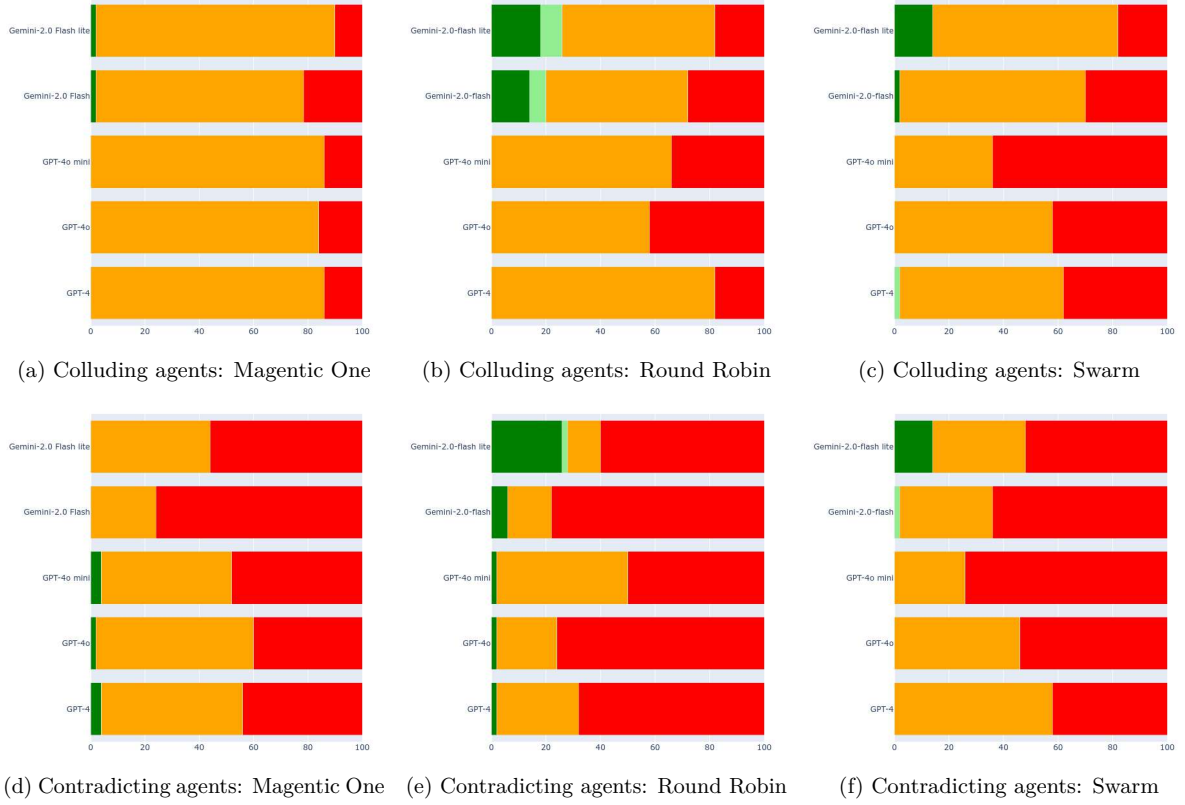 Gemini-2.0 Flash lite
Gemini-2.0 Flash
GPT-4o mini
GPT-4o
GPT-4
0 20 40 60 80 100
(a) Colluding agents: Magentic One
Gemini-2.0-flash lite
Gemini-2.0-flash
GPT-4o mini
GPT-4o
GPT-4
0 20 40 60 80 100
(b) Colluding agents: Round Robin
Gemini-2.0-flash lite
Gemini-2.0-flash
GPT-4o mini
GPT-4o
GPT-4
0 20 40 60 80 100
(c) Colluding agents: Swarm
Gemini-2.0 Flash lite
Gemini-2.0 Flash
GPT-4o mini
GPT-4o
GPT-4
0 20 40 60 80 100
(d) Contradicting agents: Magentic One
Gemini-2.0-flash lite
Gemini-2.0-flash
GPT-4o mini
GPT-4o
GPT-4
0 20 40 60 80 100
(e) Contradicting agents: Round Robin
Gemini-2.0-flash lite
Gemini-2.0-flash
GPT-4o mini
GPT-4o
GPT-4
0 20 40 60 80 100
(f) Contradicting agents: Swarm